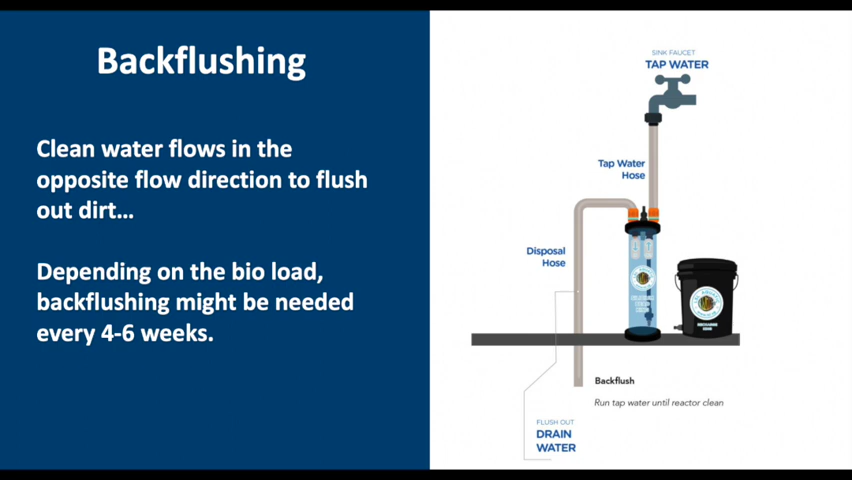 Backflushing
Clean water flows in the
opposite flow direction to flush
out dirt…
Depending on the bio load,
backflushing might be needed
every 4-6 weeks.
SINK FAUCET
TAP WATER
Tap Water
Hose
Disposal
Hose
Backflush
Run tap water until reactor clean
FLUSH OUT
DRAIN
WATER